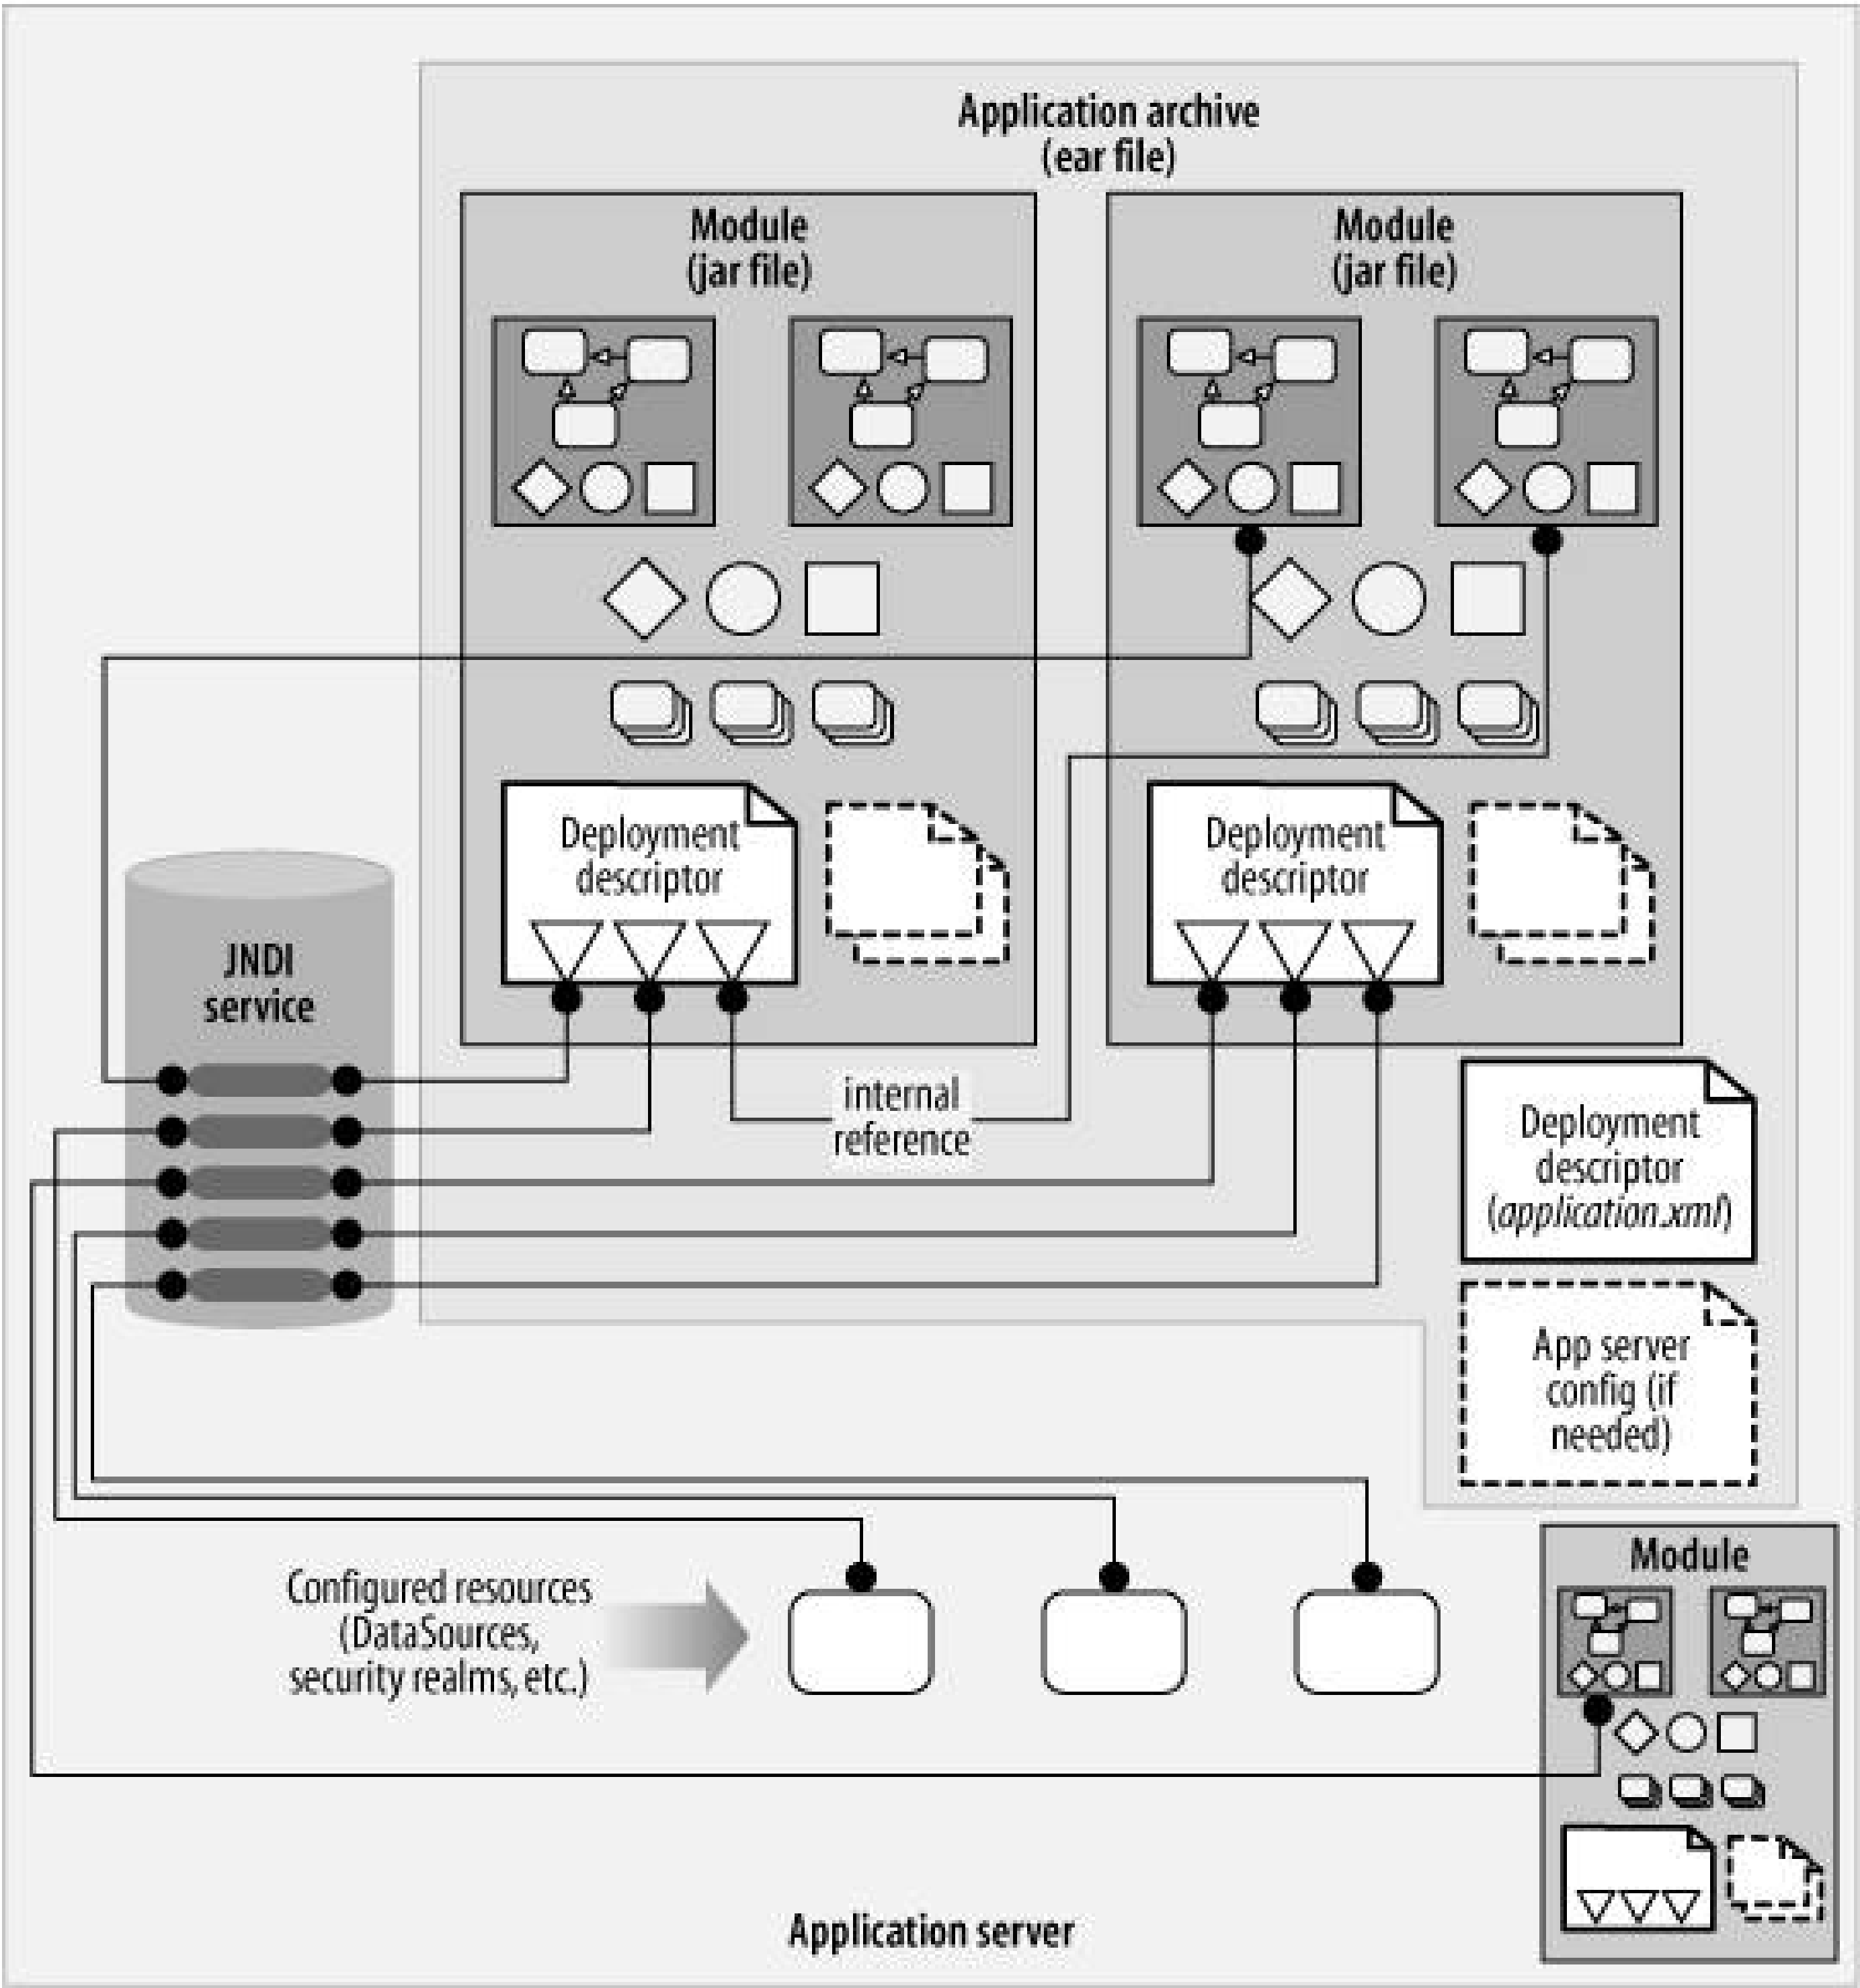 Application archive
(ear file)
Module
(jar file)
Module
(jar file)
Deployment
descriptor
Deployment
descriptor
JNDI
service
internal
reference
Deployment
descriptor
(application.xml)
App server
config (if
needed)
Configured resources
(DataSources,
security realms, etc.)
Module
Application server